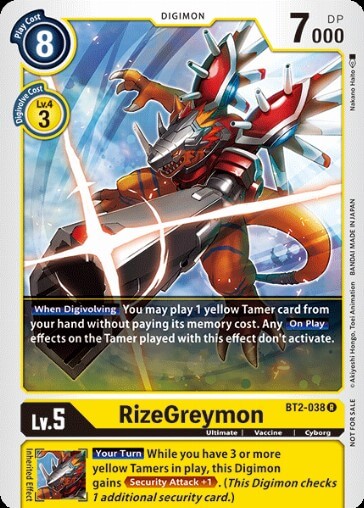 Play Cost
8
DIGIMON
7000
DP
Digivolve Cost
Lv.4
3
Nakano Haito
When Digivolving You may play 1 yellow Tamer card from
your hand without paying its memory cost. Any On Play
effects on the Tamer played with this effect don't activate.
© Akiyoshi Hongo, Toei Animation BANDAI MADE IN JAPAN
NOT FOR SALE
Lv.5
RizeGreymon
BT2-038 R
Ultimate | Vaccine | Cyborg
Inherited Effect
Your Turn While you have 3 or more
yellow Tamers in play, this Digimon
gains Security Attack +1. (This Digimon checks
1 additional security card.)